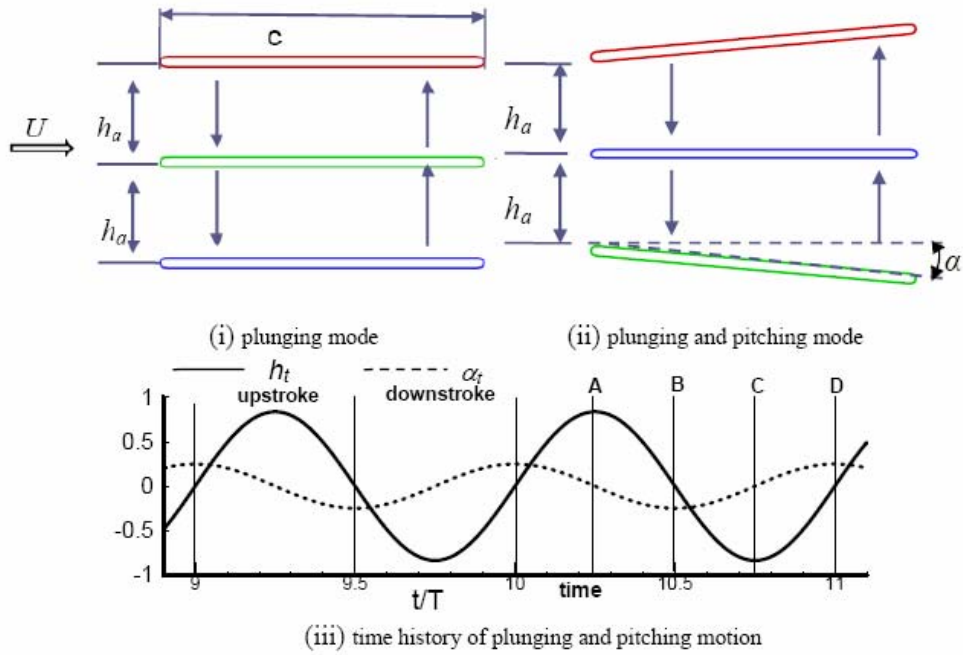 c
U
h_a
h_a
h_a
h_a
α
(i) plunging mode
(ii) plunging and pitching mode
h_t
α_t
upstroke
downstroke
A
B
C
D
1
0.5
0
-0.5
-1
9
9.5
10
10.5
11
t/T
time
(iii) time history of plunging and pitching motion